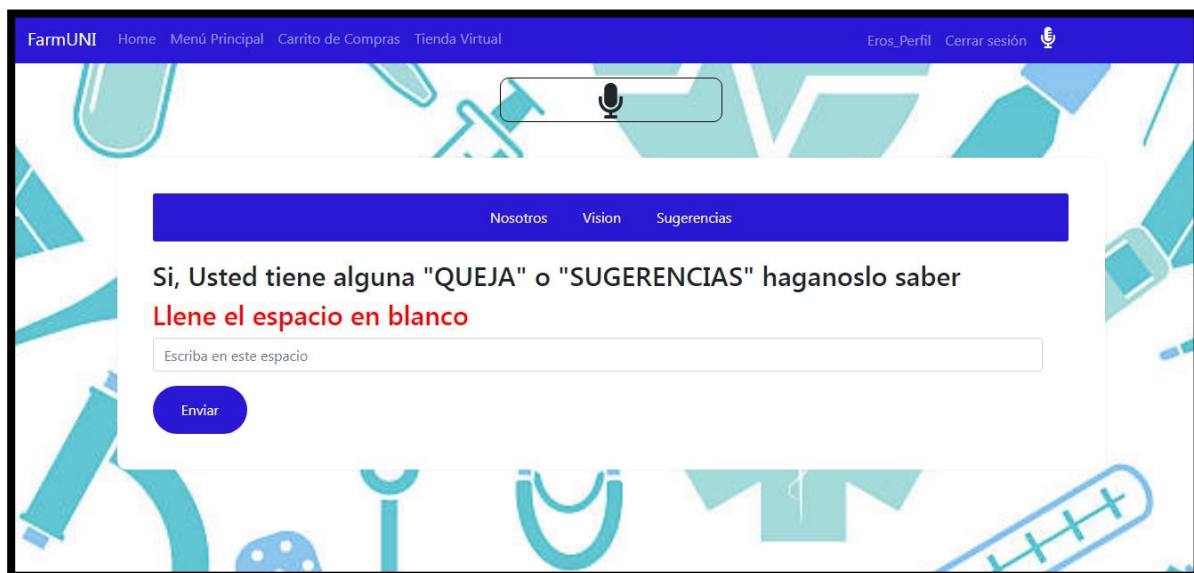 FarmUNI Home Menú Principal Carrito de Compras Tienda Virtual Eros_Perfil Cerrar sesión
Nosotros Vision Sugerencias
Si, Usted tiene alguna "QUEJA" o "SUGERENCIAS" haganoslo saber
Llene el espacio en blanco
Escriba en este espacio
Enviar